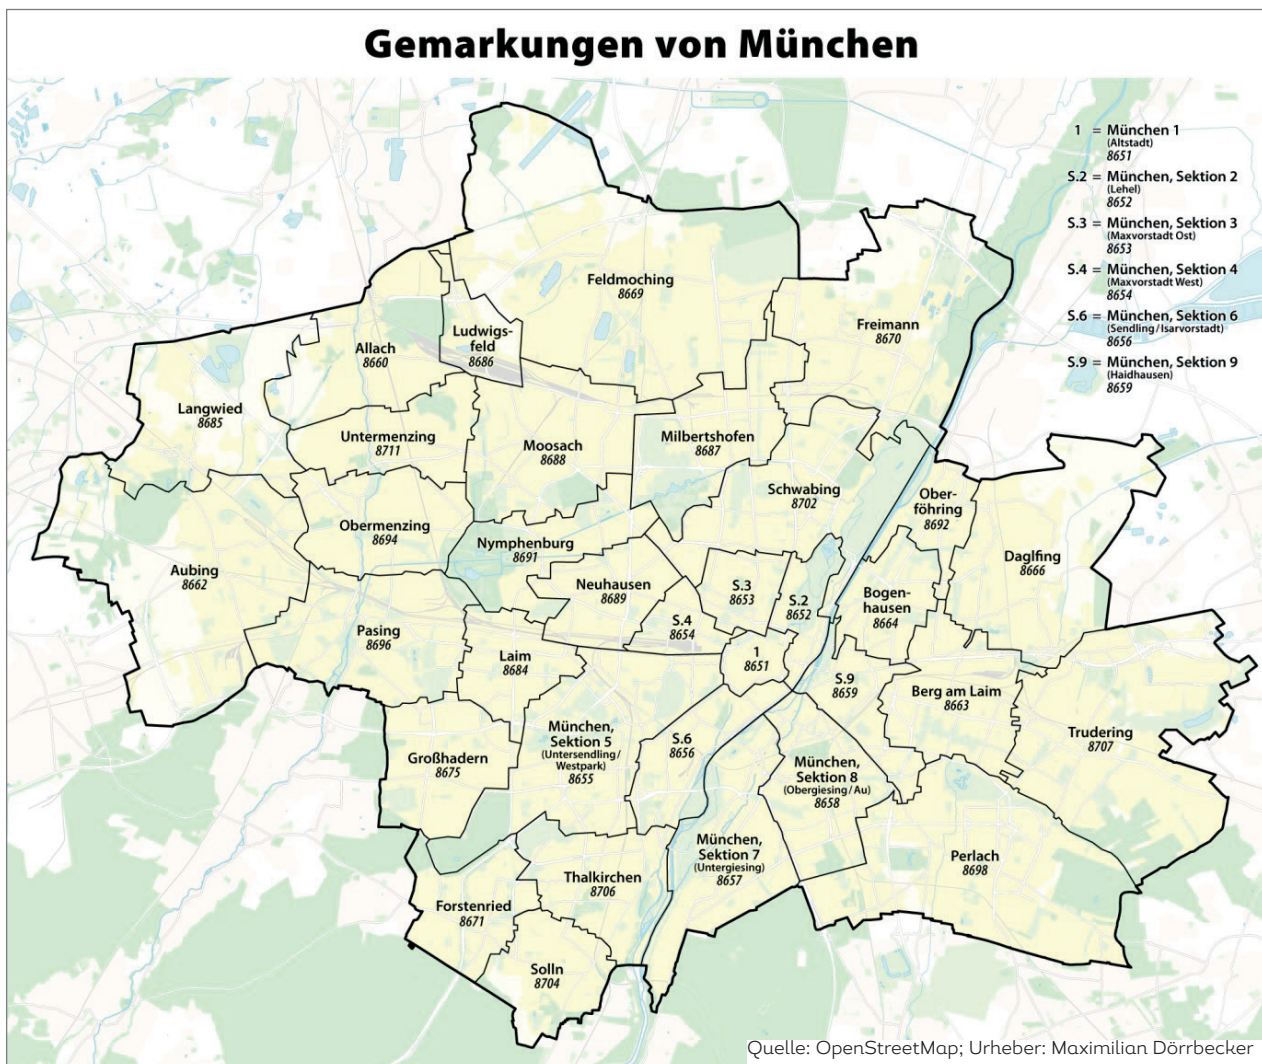 Gemarkungen von München
1 = München 1
(Altstadt)
8651
S.2 = München, Sektion 2
(Lehel)
8652
S.3 = München, Sektion 3
(Maxvorstadt Ost)
8653
S.4 = München, Sektion 4
(Maxvorstadt West)
8654
S.6 = München, Sektion 6
(Sendling/Isarvorstadt)
8656
S.9 = München, Sektion 9
(Haidhausen)
8659
Feldmoching
8669
Freimann
8670
Ludwigs-
feld
8686
Allach
8660
Langwied
8685
Untermenzing
8711
Moosach
8688
Milbertshofen
8687
Schwabing
8702
Ober-
föhring
8692
Obermenzing
8694
Nymphenburg
8691
Daglfing
8666
Aubing
8662
Neuhausen
8689
S.3
8653
S.2
8652
Bogen-
hausen
8664
S.4
8654
Pasing
8696
Laim
8684
1
8651
S.9
8659
Berg am Laim
8663
Trudering
8707
Großhadern
8675
München,
Sektion 5
(Untersendling/
Westpark)
8655
S.6
8656
München,
Sektion 8
(Obergiesing/Au)
8658
München,
Sektion 7
(Untergiesing)
8657
Perlach
8698
Thalkirchen
8706
Forstenried
8671
Solln
8704
Quelle: OpenStreetMap; Urheber: Maximilian Dörrbecker